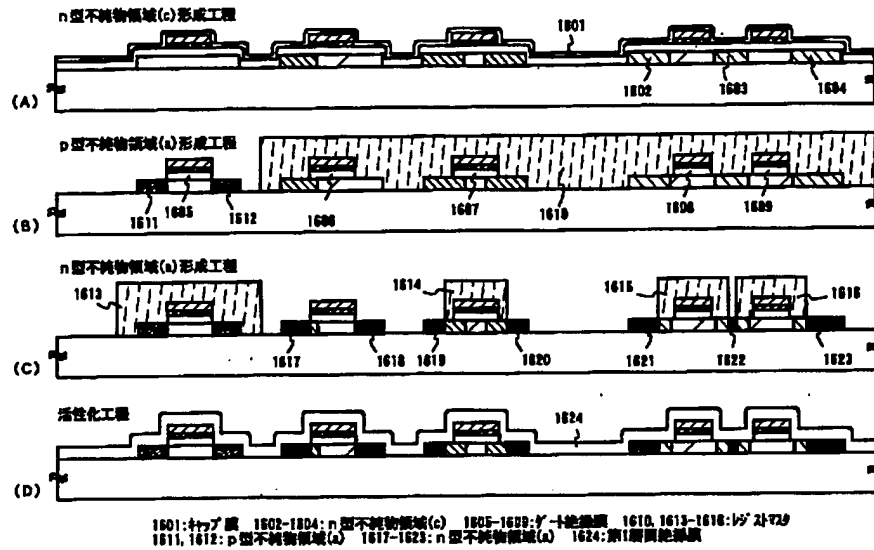 n型不純物領域(c)形成工程
1601
1602
1603
1604
(A)
p型不純物領域(a)形成工程
1611
1605
1612
1606
1607
1610
1608
1609
(B)
n型不純物領域(a)形成工程
1613
1614
1615
1616
1617
1618
1619
1620
1621
1622
1623
(C)
活性化工程
1624
(D)
1601:キャップ膜 1602-1604:n型不純物領域(c) 1605-1609:ゲート絶縁膜 1610,1613-1616:レジストマスク
1611,1612:p型不純物領域(a) 1617-1623:n型不純物領域(a) 1624:第1層間絶縁膜